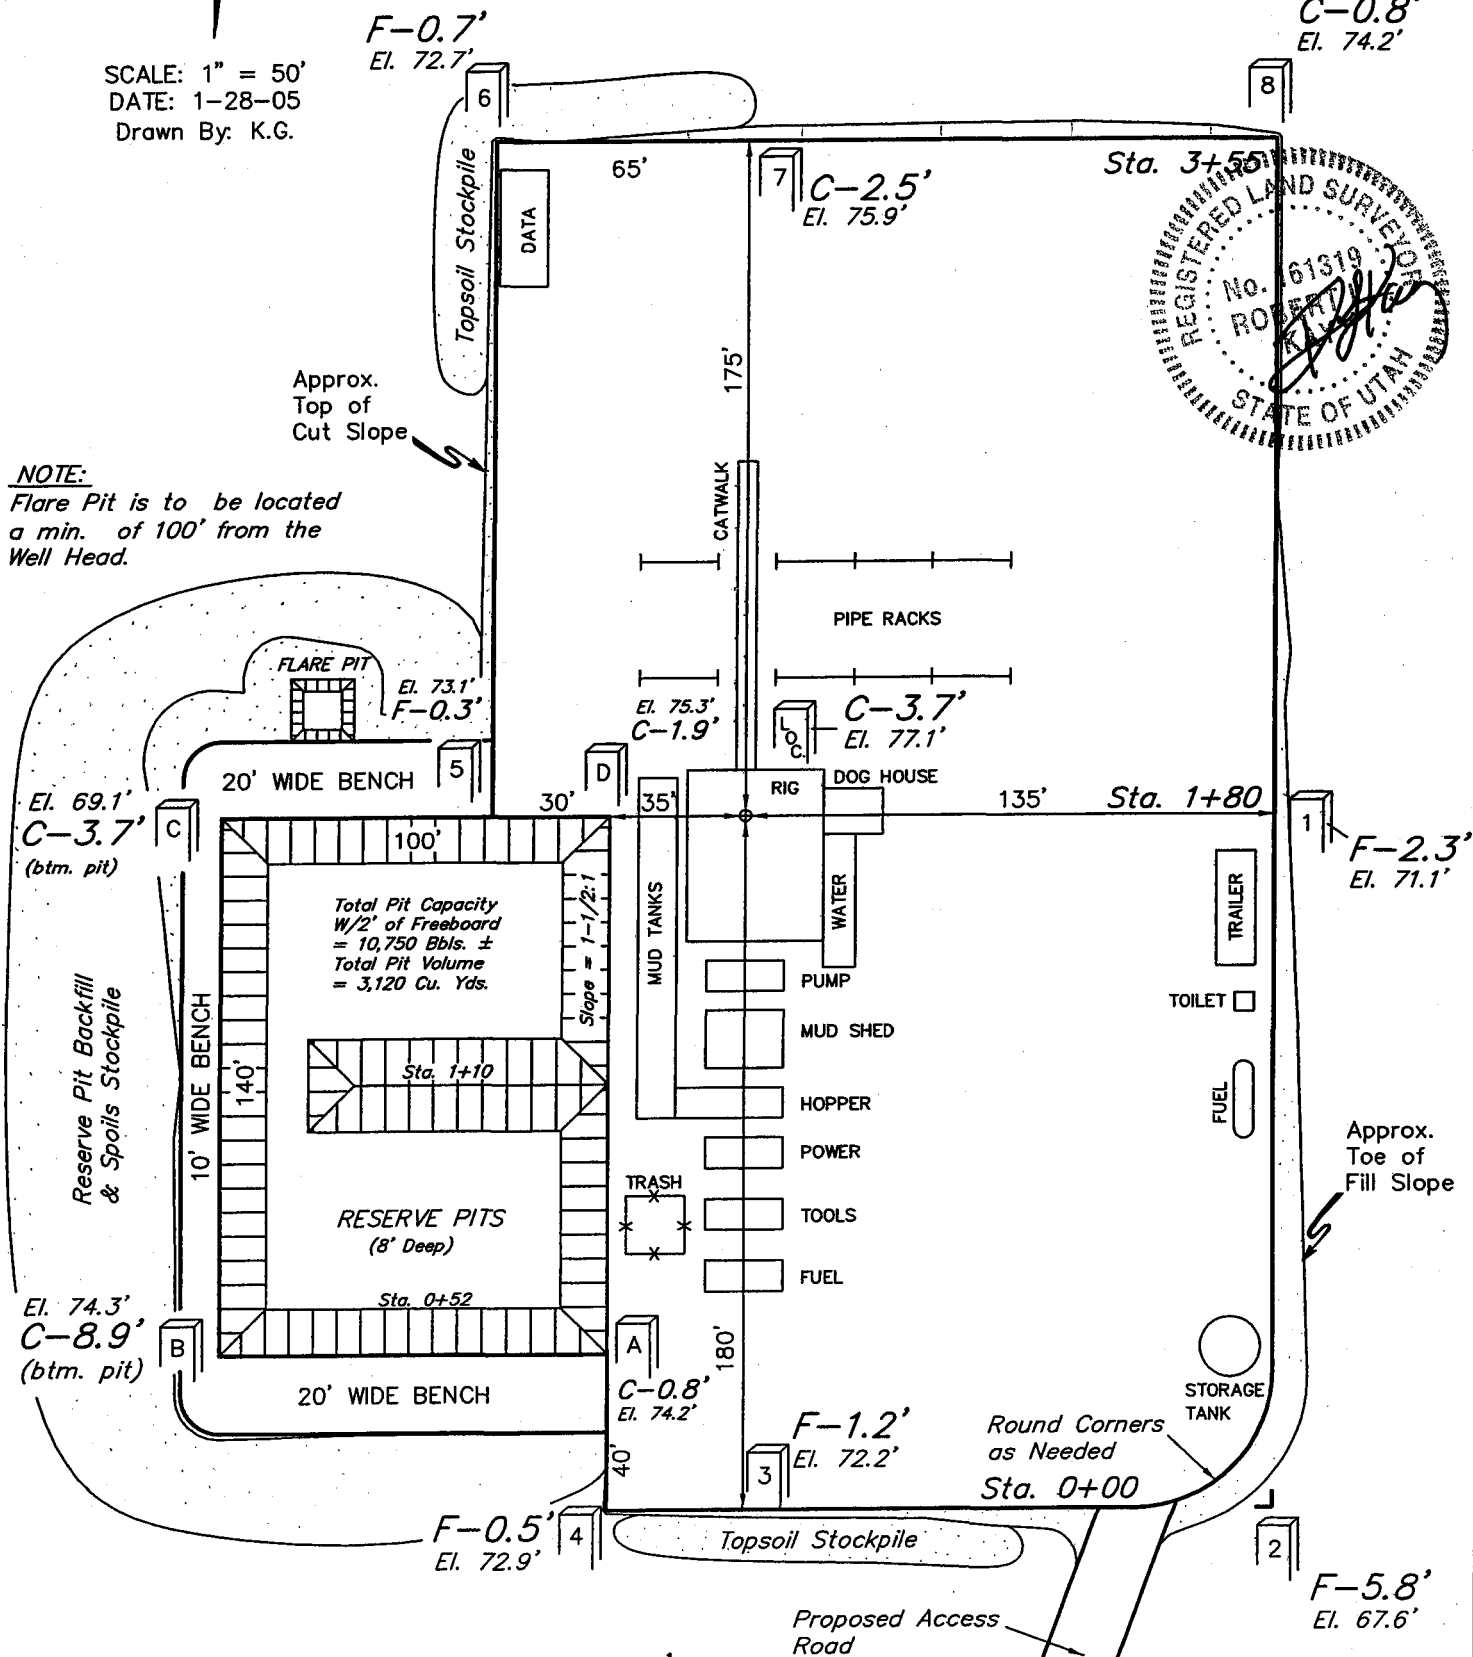 F-0.7'
El. 72.7'
C-0.8'
El. 74.2'
SCALE: 1" = 50'
DATE: 1-28-05
Drawn By: K.G.
6
8
65'
7
C-2.5'
El. 75.9'
Sta. 3+55
Topsoil Stockpile
DATA
REGISTERED LAND SURVEYOR
No. 161319
ROBERT
KAY
STATE OF UTAH
175'
Approx.
Top of
Cut Slope
NOTE:
Flare Pit is to be located
a min. of 100' from the
Well Head.
CATWALK
PIPE RACKS
FLARE PIT
El. 73.1'
F-0.3'
El. 75.3'
C-1.9'
LOC.
C-3.7'
El. 77.1'
5
D
20' WIDE BENCH
RIG
DOG HOUSE
30'
35'
135'
Sta. 1+80
1
F-2.3'
El. 71.1'
El. 69.1'
C-3.7'
(btm. pit)
C
100'
Total Pit Capacity
W/2' of Freeboard
= 10,750 Bbls. ±
Total Pit Volume
= 3,120 Cu. Yds.
Slope = 1-1/2:1
MUD TANKS
WATER
TRAILER
PUMP
TOILET
MUD SHED
Reserve Pit Backfill
& Spoils Stockpile
10' WIDE BENCH
140'
Sta. 1+10
HOPPER
FUEL
POWER
Approx.
Toe of
Fill Slope
TRASH
TOOLS
RESERVE PITS
(8' Deep)
FUEL
Sta. 0+52
El. 74.3'
C-8.9'
(btm. pit)
B
A
180'
20' WIDE BENCH
C-0.8'
El. 74.2'
STORAGE
TANK
F-1.2'
El. 72.2'
3
Round Corners
as Needed
Sta. 0+00
40'
F-0.5'
El. 72.9'
4
Topsoil Stockpile
2
F-5.8'
El. 67.6'
Proposed Access
Road